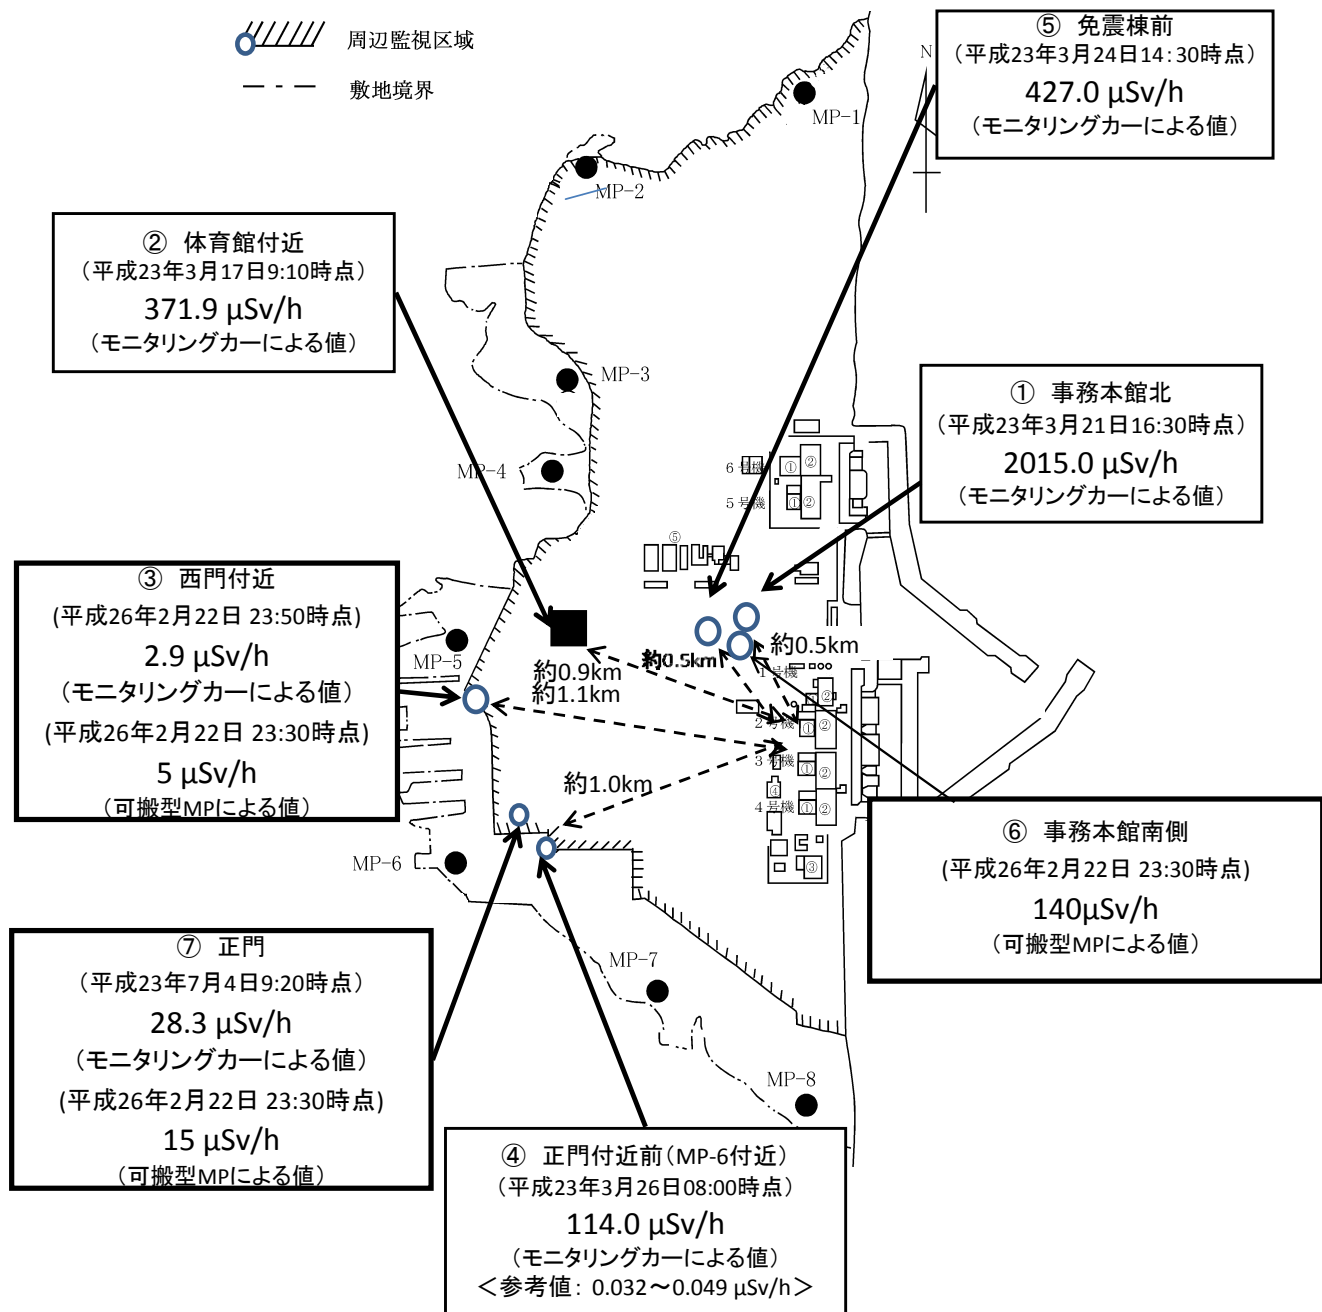 周辺監視区域
敷地境界
⑤ 免震棟前
(平成23年3月24日14:30時点)
427.0 μSv/h
(モニタリングカーによる値)
N
MP-1
MP-2
② 体育館付近
(平成23年3月17日9:10時点)
371.9 μSv/h
(モニタリングカーによる値)
MP-3
① 事務本館北
(平成23年3月21日16:30時点)
2015.0 μSv/h
(モニタリングカーによる値)
MP-4
6号機
① ②
5号機
① ②
⑤
③ 西門付近
(平成26年2月22日 23:50時点)
2.9 μSv/h
(モニタリングカーによる値)
(平成26年2月22日 23:30時点)
5 μSv/h
(可搬型MPによる値)
MP-5
約0.5km
約0.5km
約0.9km
約1.1km
1号機
②
2号機
① ②
3号機
① ②
約1.0km
④
4号機
① ②
③
MP-6
⑥ 事務本館南側
(平成26年2月22日 23:30時点)
140μSv/h
(可搬型MPによる値)
⑦ 正門
(平成23年7月4日9:20時点)
28.3 μSv/h
(モニタリングカーによる値)
(平成26年2月22日 23:30時点)
15 μSv/h
(可搬型MPによる値)
MP-7
MP-8
④ 正門付近前(MP-6付近)
(平成23年3月26日08:00時点)
114.0 μSv/h
(モニタリングカーによる値)
<参考値: 0.032～0.049 μSv/h>